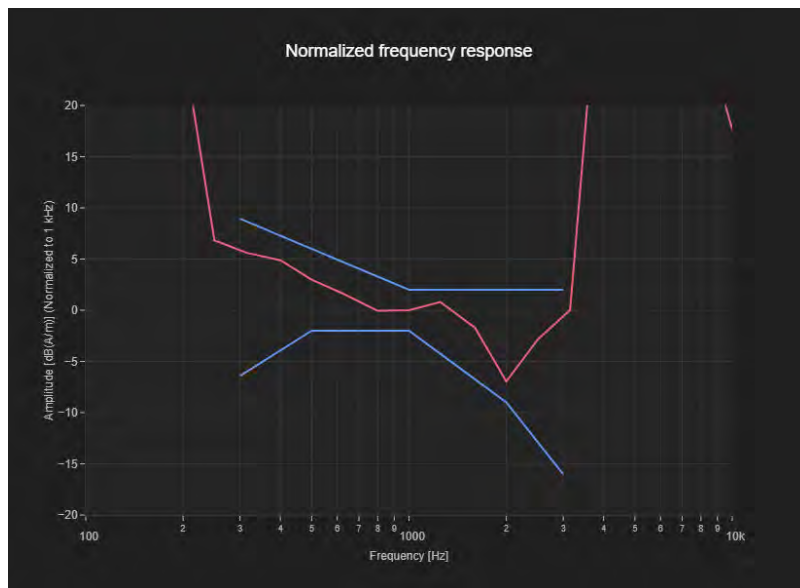 Normalized frequency response
Amplitude [dB(A/m)] (Normalized to 1 kHz)
20
15
10
5
0
−5
−10
−15
−20
100 2 3 4 5 6 7 8 9 1000 2 3 4 5 6 7 8 9 10k
Frequency [Hz]